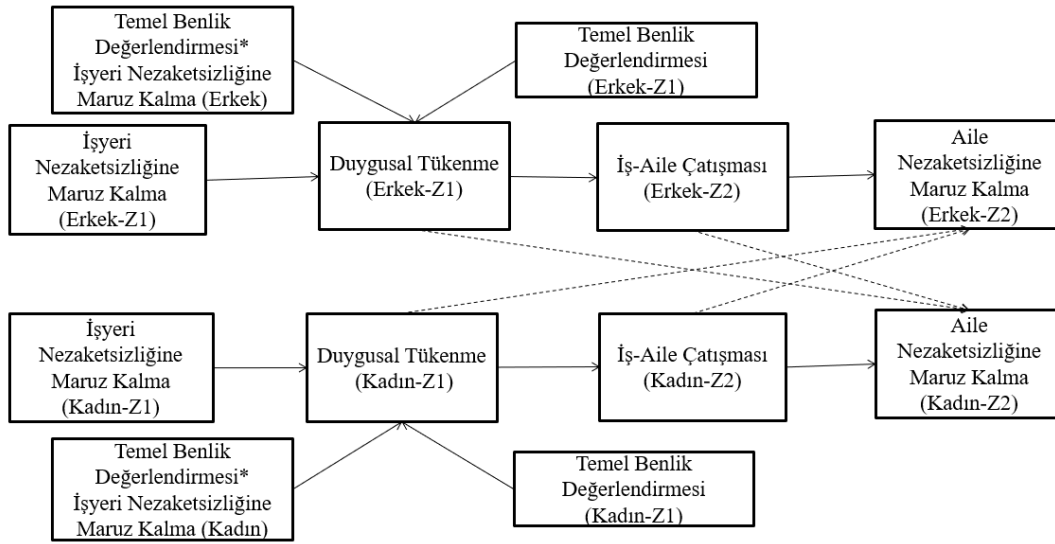 Temel Benlik
Değerlendirmesi*
İşyeri Nezaketsizliğine
Maruz Kalma (Erkek)
Temel Benlik
Değerlendirmesi
(Erkek-Z1)
İşyeri
Nezaketsizliğine
Maruz Kalma
(Erkek-Z1)
Duygusal Tükenme
(Erkek-Z1)
İş-Aile Çatışması
(Erkek-Z2)
Aile
Nezaketsizliğine
Maruz Kalma
(Erkek-Z2)
İşyeri
Nezaketsizliğine
Maruz Kalma
(Kadın-Z1)
Duygusal Tükenme
(Kadın-Z1)
İş-Aile Çatışması
(Kadın-Z2)
Aile
Nezaketsizliğine
Maruz Kalma
(Kadın-Z2)
Temel Benlik
Değerlendirmesi*
İşyeri Nezaketsizliğine
Maruz Kalma (Kadın)
Temel Benlik
Değerlendirmesi
(Kadın-Z1)